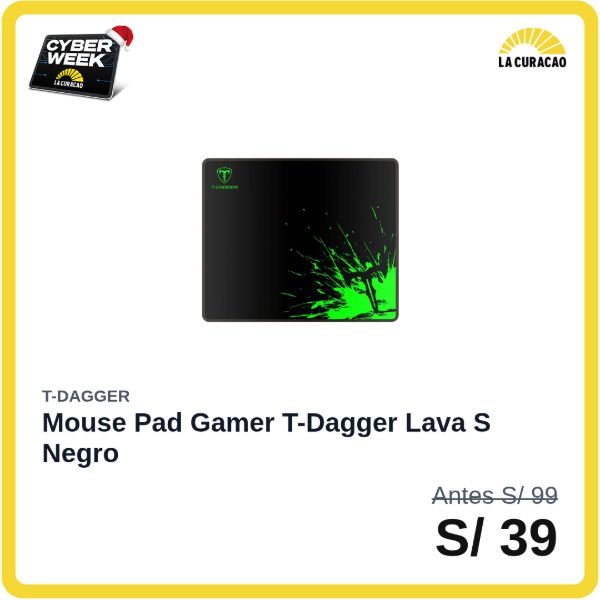 CYBER
WEEK
LA CURACAO
LA CURACAO
T-DAGGER
T-DAGGER
Mouse Pad Gamer T-Dagger Lava S
Negro
Antes S/ 99
S/ 39